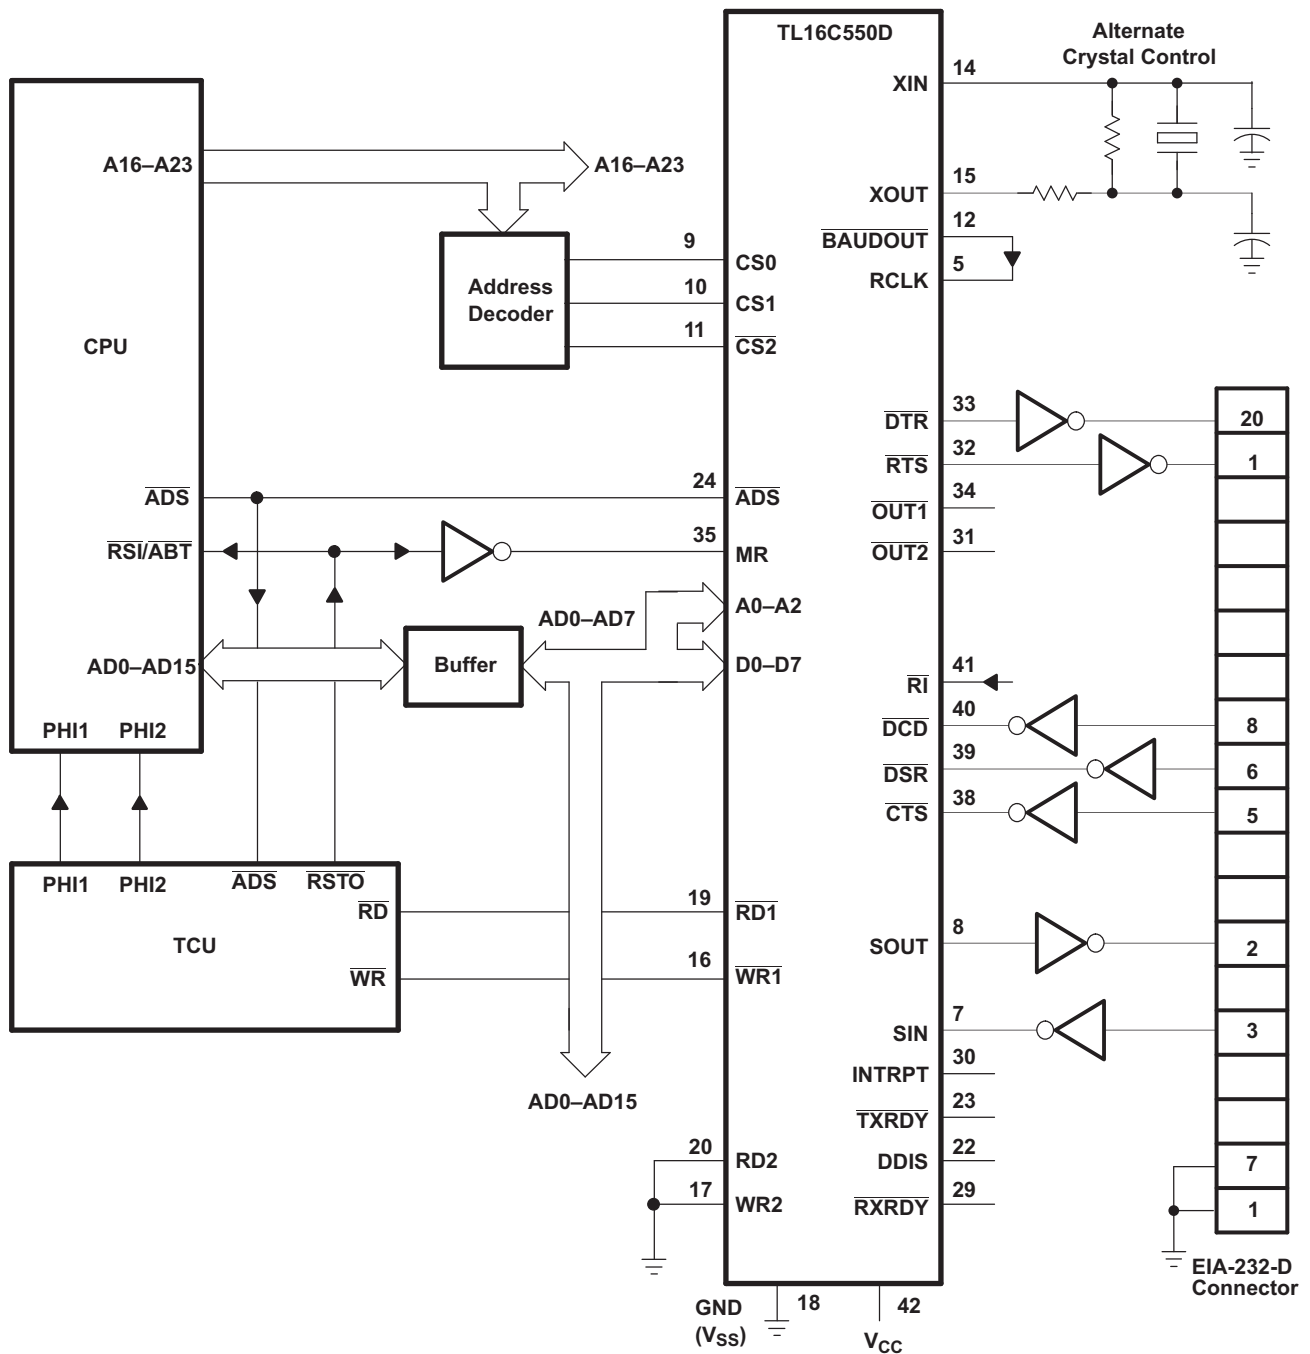 TL16C550D
Alternate
Crystal Control
XIN
14
A16–A23
A16–A23
XOUT
15
BAUDOUT
12
RCLK
5
Address
Decoder
9
CS0
10
CS1
11
CS2
CPU
DTR
33
20
RTS
32
1
ADS
24
ADS
OUT1
34
RSI/ABT
35
MR
OUT2
31
AD0–AD7
A0–A2
AD0–AD15
Buffer
D0–D7
RI
41
DCD
40
8
DSR
39
6
CTS
38
5
PHI1
PHI2
PHI1
PHI2
ADS
RSTO
RD
19
RD1
TCU
WR
16
WR1
SOUT
8
2
SIN
7
3
INTRPT
30
AD0–AD15
TXRDY
23
20
RD2
DDIS
22
7
17
WR2
RXRDY
29
1
EIA-232-D
Connector
GND
(VSS)
18
42
VCC